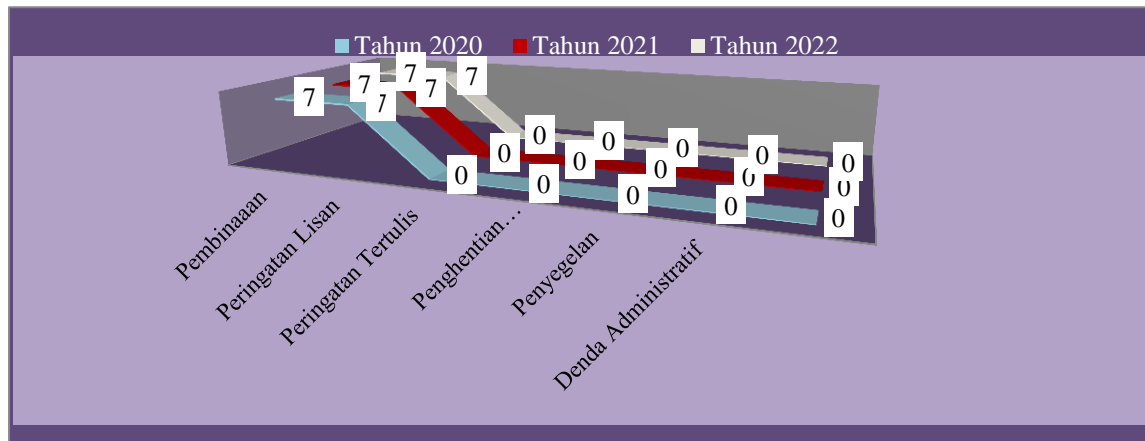 Tahun 2020 Tahun 2021 Tahun 2022
7 7 0 0 0 0 0
7 7 0 0 0 0 0
7 7 0 0 0 0 0
Pembinaaan
Peringatan Lisan
Peringatan Tertulis
Penghentian…
Penyegelan
Denda Administratif